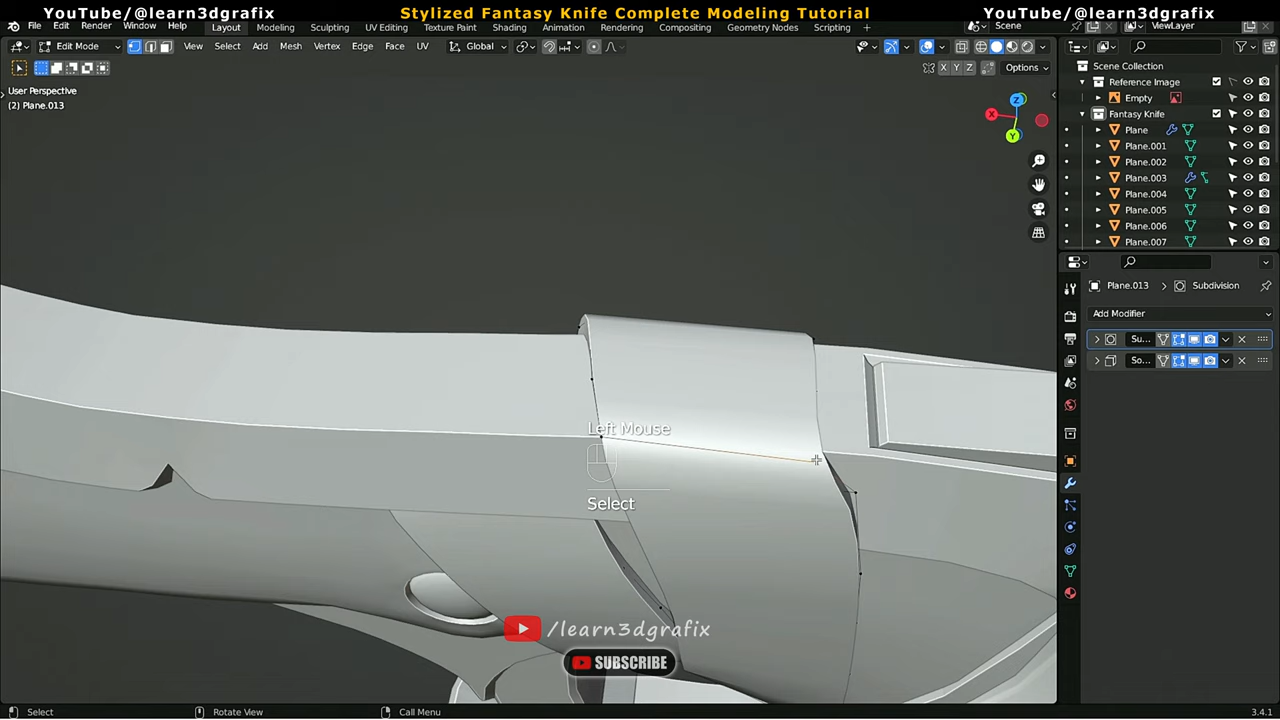 YouTube/@learn3dgrafix Stylized Fantasy Knife Complete Modeling Tutorial YouTube/@learn3dgrafix
File Edit Render Window Help Layout Modeling Sculpting UV Editing Texture Paint Shading Animation Rendering Compositing Geometry Nodes Scripting + Scene ViewLayer
Edit Mode View Select Add Mesh Vertex Edge Face UV Global
X Y Z Options
User Perspective
(2) Plane.013
Scene Collection
Reference Image
Empty
Fantasy Knife
Plane
Plane.001
Plane.002
Plane.003
Plane.004
Plane.005
Plane.006
Plane.007
Z
X
Y
Plane.013 > Subdivision
Add Modifier
Su...
So...
Left Mouse
Select
/learn3dgrafix
SUBSCRIBE
Select Rotate View Call Menu 3.4.1